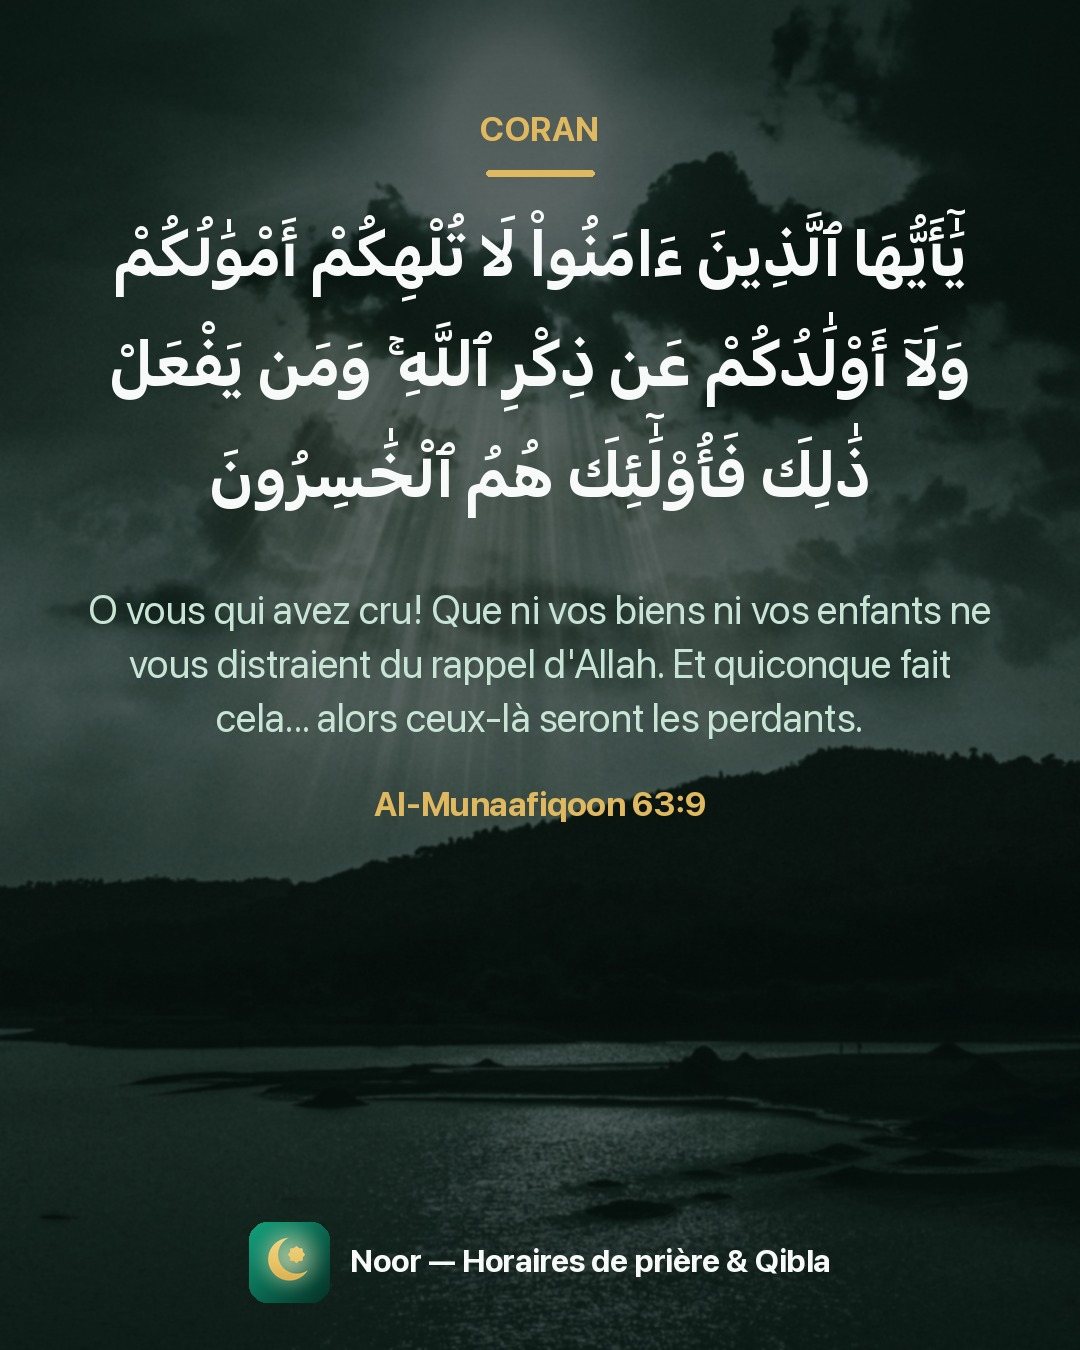 CORAN
يَٰٓأَيُّهَا ٱلَّذِينَ ءَامَنُوا۟ لَا تُلْهِكُمْ أَمْوَٰلُكُمْ
وَلَآ أَوْلَٰدُكُمْ عَن ذِكْرِ ٱللَّهِ ۚ وَمَن يَفْعَلْ
ذَٰلِكَ فَأُو۟لَٰٓئِكَ هُمُ ٱلْخَٰسِرُونَ
O vous qui avez cru! Que ni vos biens ni vos enfants ne
vous distraient du rappel d'Allah. Et quiconque fait
cela... alors ceux-là seront les perdants.
Al-Munaafiqoon 63:9
Noor — Horaires de prière & Qibla